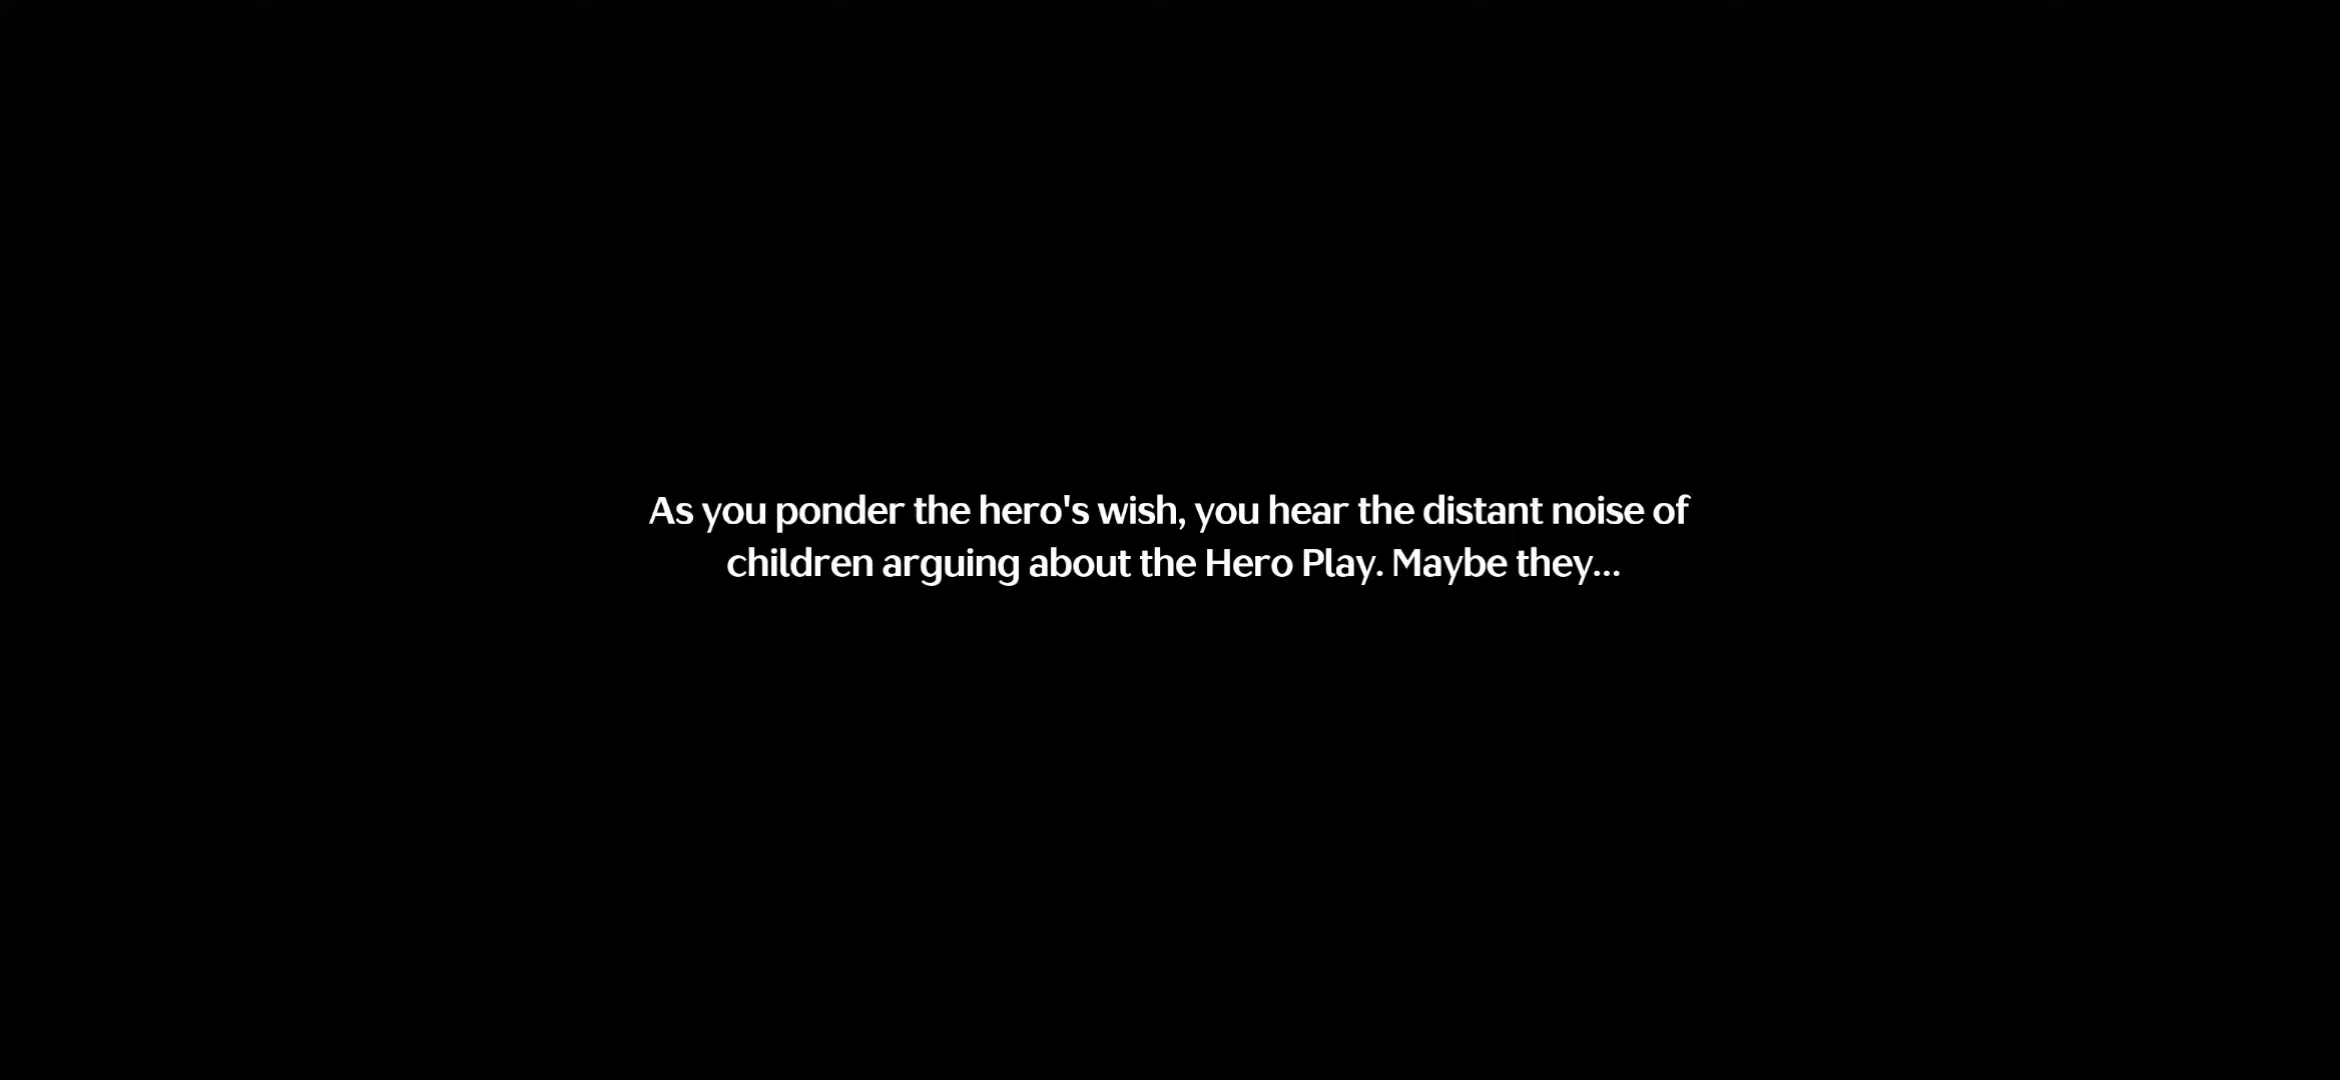 As you ponder the hero's wish, you hear the distant noise of
children arguing about the Hero Play. Maybe they...